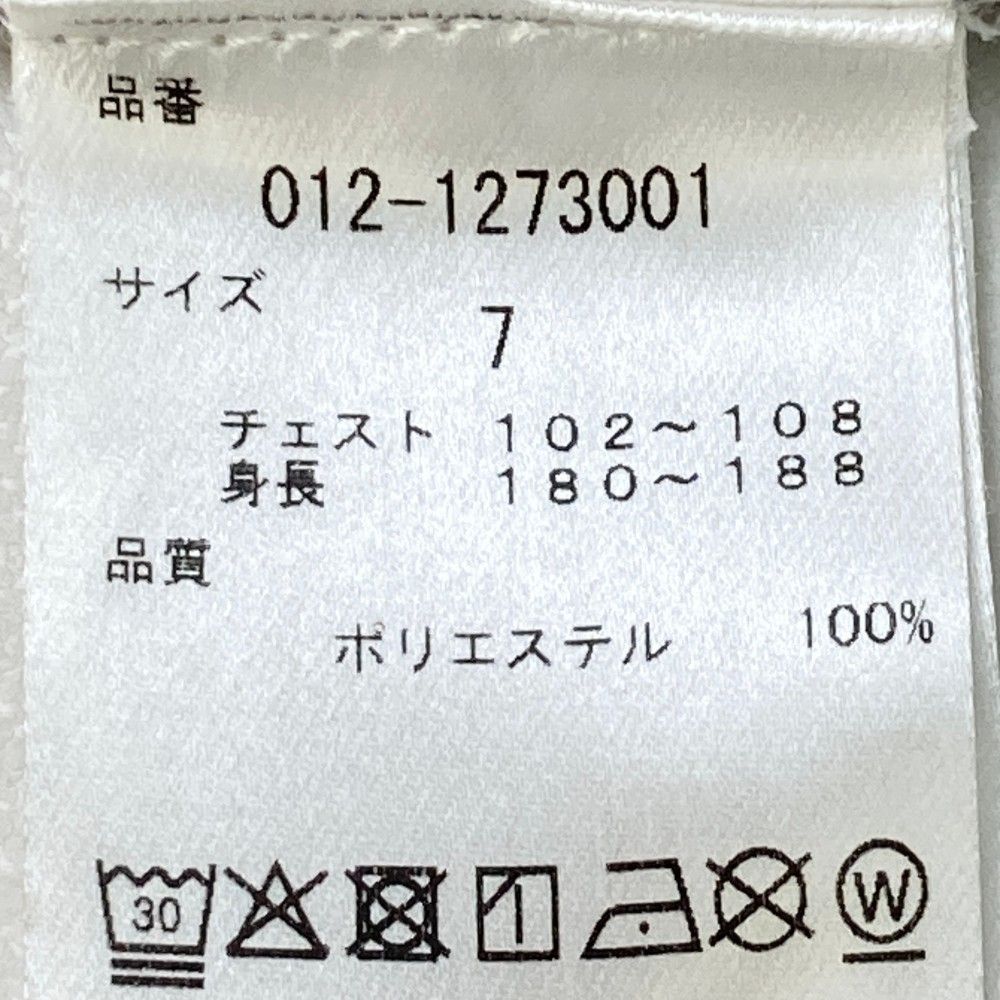 品番
012-1273001
サイズ
7
チェスト 102～108
身長 180～188
品質
ポリエステル 100%
30
W